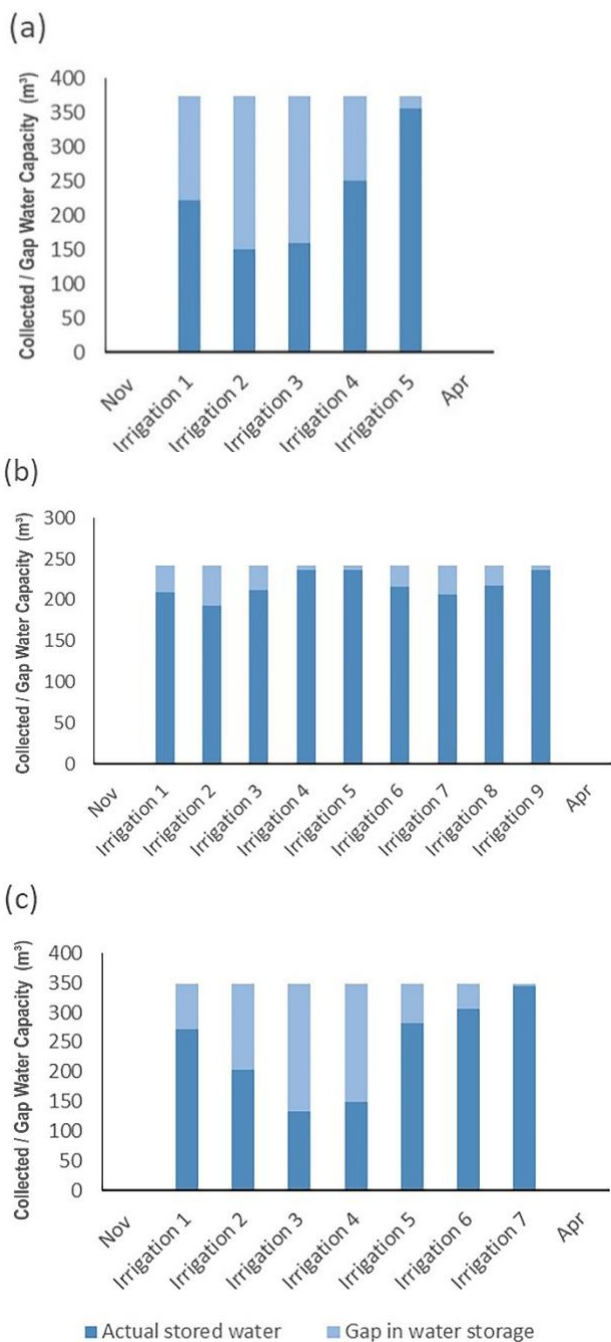 (a)
Collected / Gap Water Capacity (m³)
400
350
300
250
200
150
100
50
0
Nov
Irrigation 1
Irrigation 2
Irrigation 3
Irrigation 4
Irrigation 5
Apr
(b)
Collected / Gap Water Capacity (m³)
300
250
200
150
100
50
0
Nov
Irrigation 1
Irrigation 2
Irrigation 3
Irrigation 4
Irrigation 5
Irrigation 6
Irrigation 7
Irrigation 8
Irrigation 9
Apr
(c)
Collected / Gap Water Capacity (m³)
400
350
300
250
200
150
100
50
0
Nov
Irrigation 1
Irrigation 2
Irrigation 3
Irrigation 4
Irrigation 5
Irrigation 6
Irrigation 7
Apr
Actual stored water
Gap in water storage